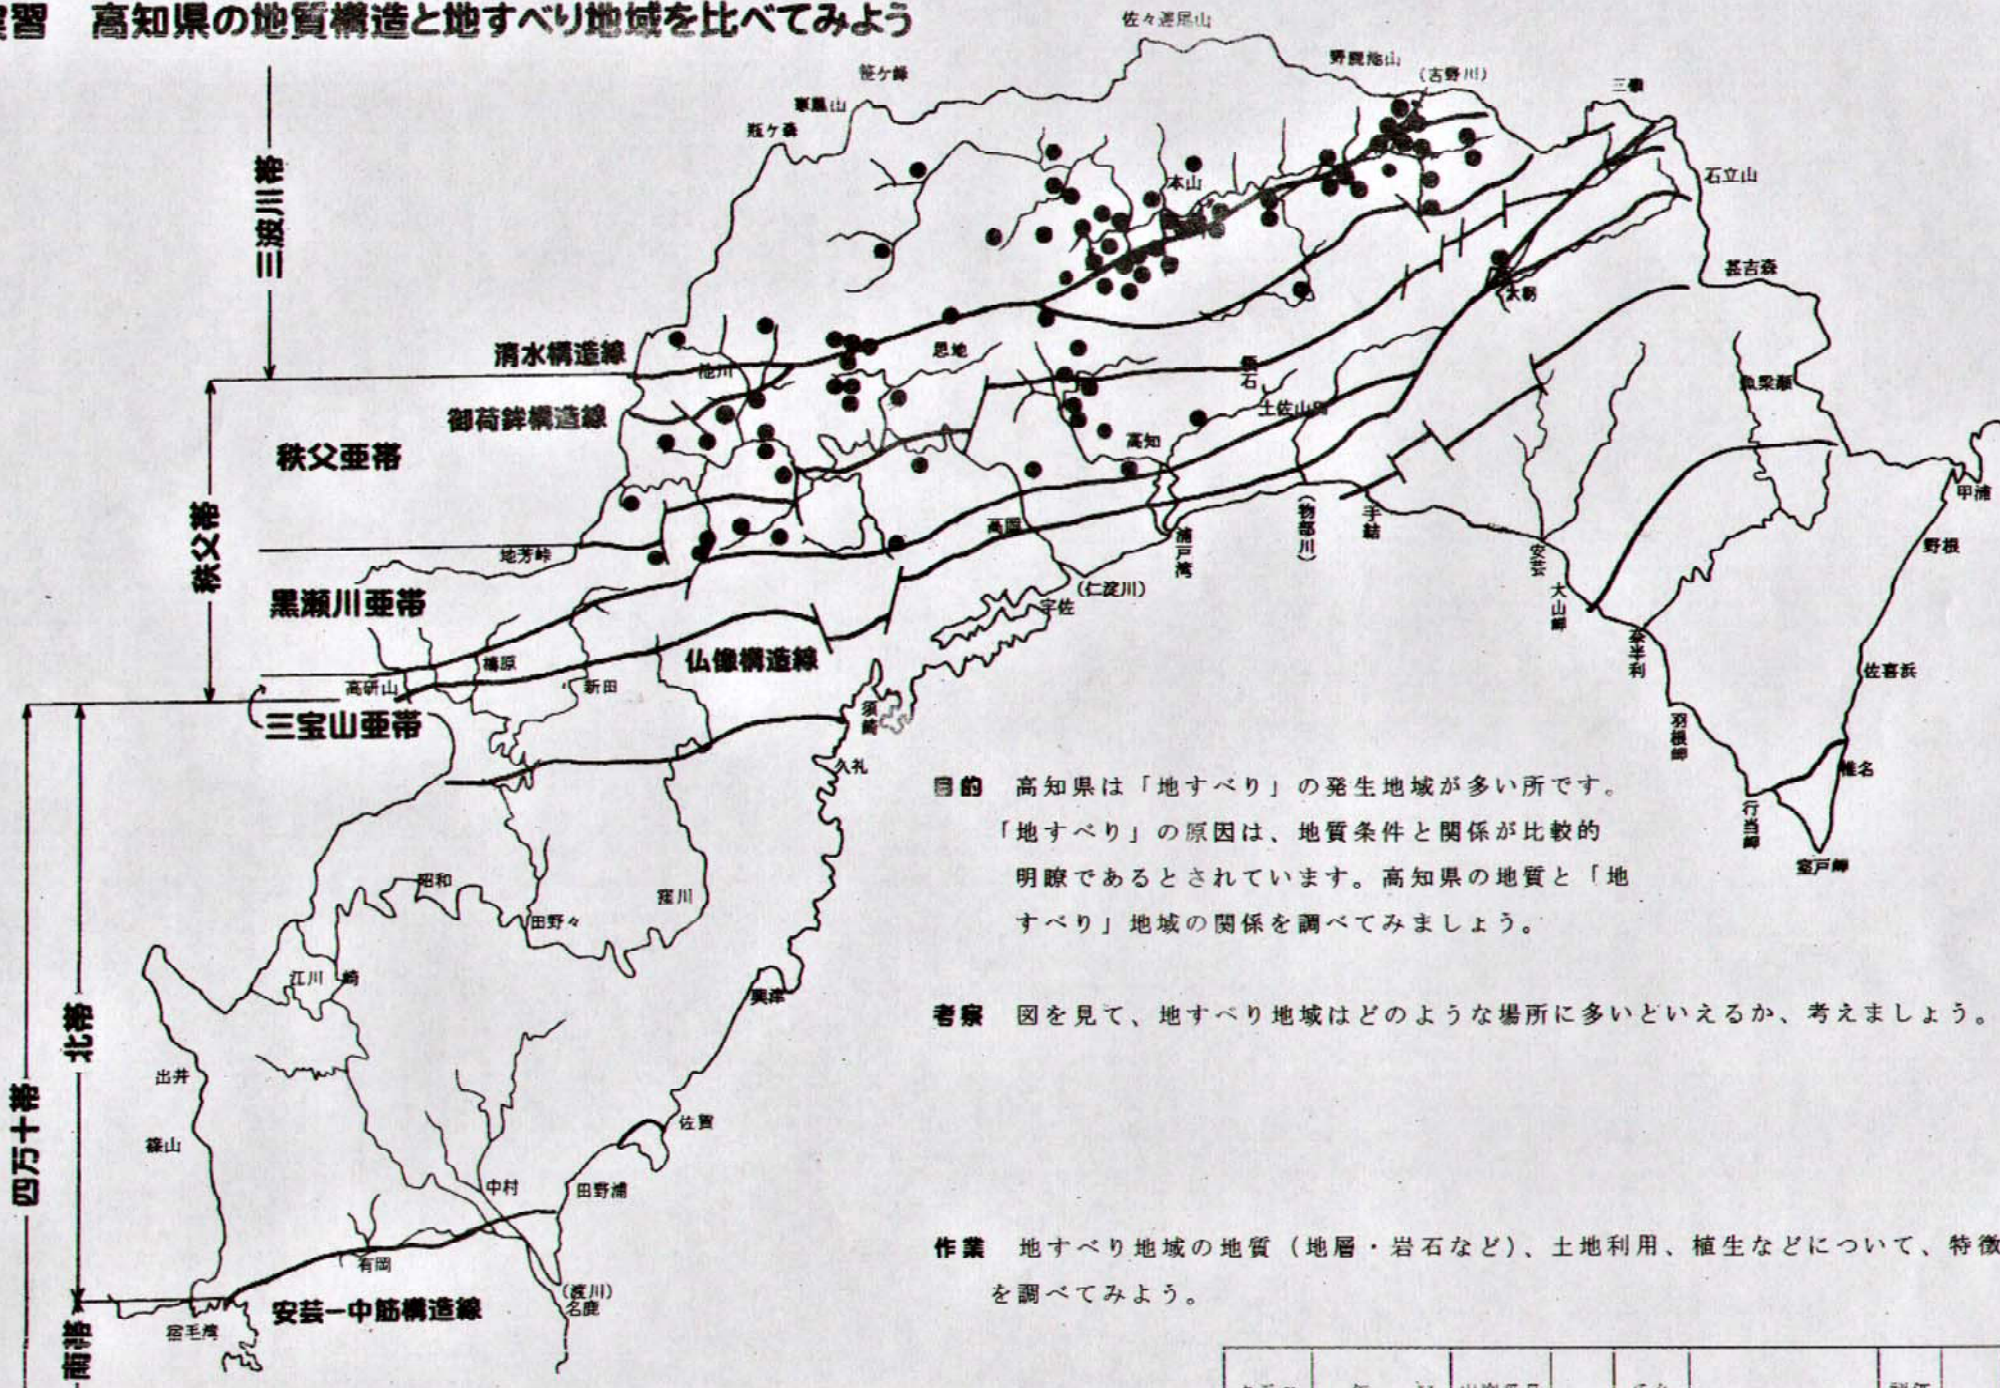 習 高知県の地質構造と地すべり地域を比べてみよう
三波川帯
清水構造線
御荷鉾構造線
秩父帯
秩父亜帯
黒瀬川亜帯
三宝山亜帯
仏像構造線
四万十帯
北帯
南帯
安芸ー中筋構造線
笹ケ峰
寒風山
瓶ケ森
野鹿池山
(吉野川)
三嶺
石立山
甚吉森
魚梁瀬
本山
大栃
池川
思地
高知
地芳峠
高岡
浦戸湾
(物部川)
手結
安芸
大山岬
奈半利
羽根岬
行当岬
室戸岬
椎名
佐喜浜
野根
甲浦
(仁淀川)
宇佐
高研山
梼原
新田
須崎
久礼
昭和
田野々
窪川
江川崎
興津
出井
篠山
佐賀
中村
田野浦
有岡
宿毛湾
(渡川)
名鹿
目的 高知県は「地すべり」の発生地域が多い所です。
「地すべり」の原因は、地質条件と関係が比較的
明瞭であるとされています。高知県の地質と「地
すべり」地域の関係を調べてみましょう。
考察 図を見て、地すべり地域はどのような場所に多いといえるか、考えましょう。
作業 地すべり地域の地質(地層・岩石など)、土地利用、植生などについて、特徴
を調べてみよう。